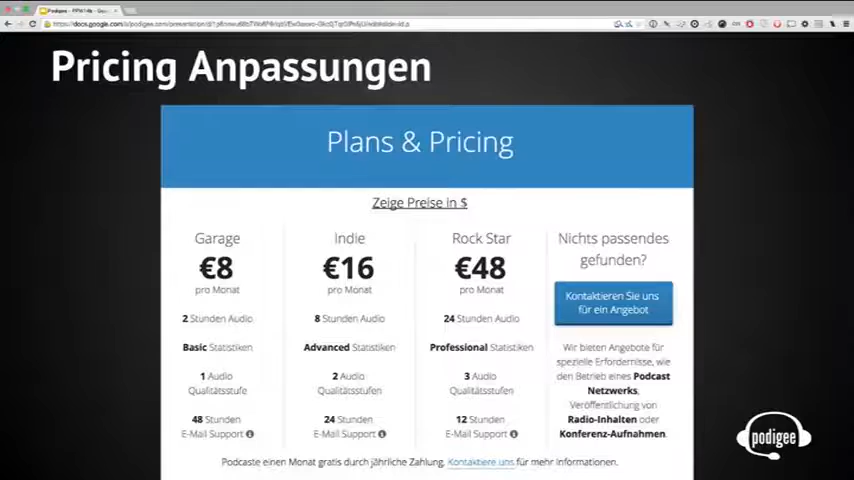 Pricing Anpassungen
Plans & Pricing
Zeige Preise in $
Garage
€8
pro Monat
2 Stunden Audio
Basic Statistiken
1 Audio
Qualitätsstufe
48 Stunden
E-Mail Support
Indie
€16
pro Monat
8 Stunden Audio
Advanced Statistiken
2 Audio
Qualitätsstufen
24 Stunden
E-Mail Support
Rock Star
€48
pro Monat
24 Stunden Audio
Professional Statistiken
3 Audio
Qualitätsstufen
12 Stunden
E-Mail Support
Nichts passendes
gefunden?
Kontaktieren Sie uns
für ein Angebot
Wir bieten Angebote für
spezielle Erfordernisse, wie
den Betrieb eines Podcast
Netzwerks,
Veröffentlichung von
Radio-Inhalten oder
Konferenz-Aufnahmen.
Podcaste einen Monat gratis durch jährliche Zahlung. Kontaktiere uns für mehr Informationen.
podigee